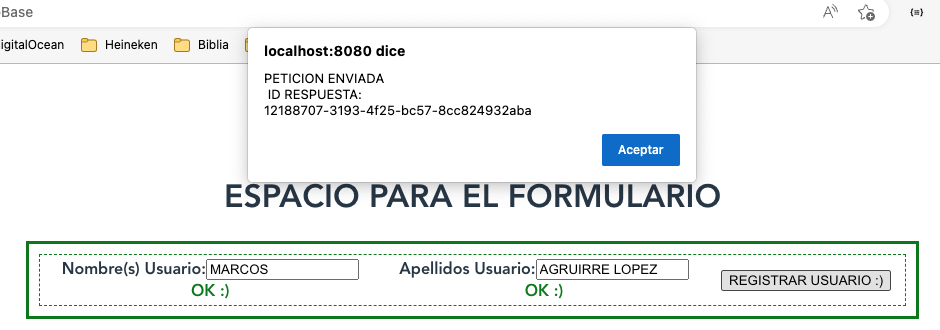 Base
igitalOcean Heineken Biblia
localhost:8080 dice
PETICION ENVIADA
ID RESPUESTA:
12188707-3193-4f25-bc57-8cc824932aba
Aceptar
ESPACIO PARA EL FORMULARIO
Nombre(s) Usuario: MARCOS Apellidos Usuario: AGRUIRRE LOPEZ REGISTRAR USUARIO :)
OK :) OK :)